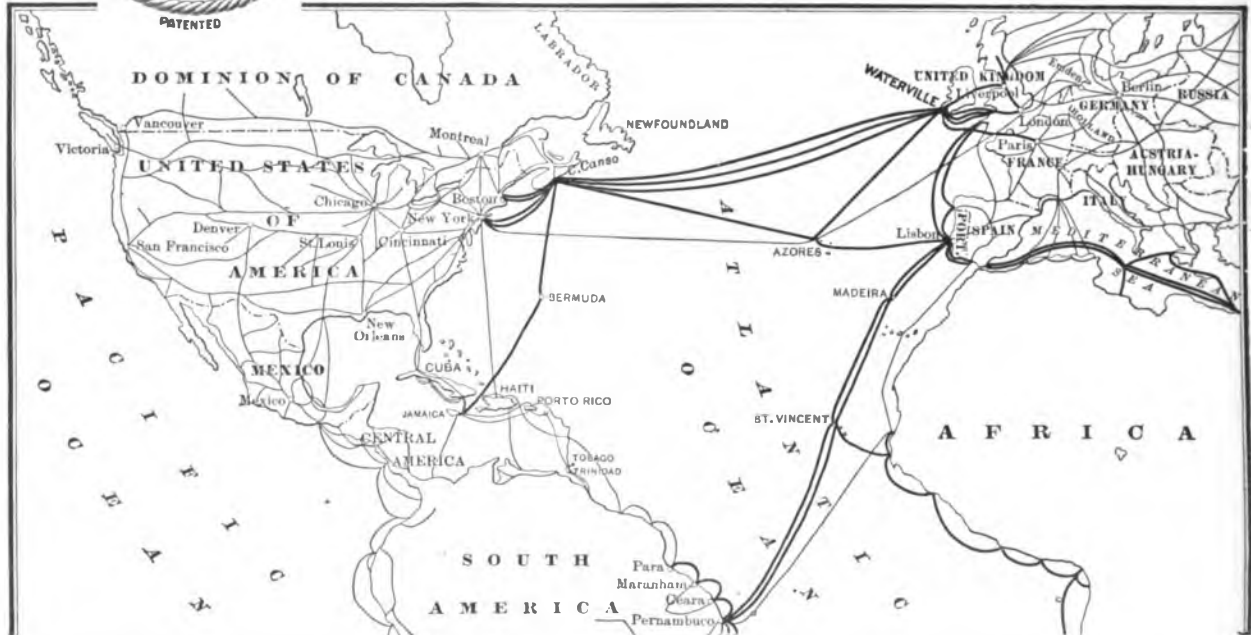 PATENTED
DOMINION OF CANADA
LABRADOR
NEWFOUNDLAND
WATERVILLE
UNITED KINGDOM
Liverpool
Emden
Berlin
RUSSIA
GERMANY
HOLLAND
London
Vancouver
Victoria
Montreal
C. Canso
Paris
FRANCE
AUSTRIA-
HUNGARY
UNITED STATES
OF
AMERICA
Chicago
Boston
New York
Denver
St. Louis
Cincinnati
San Francisco
ITALY
Lisbon
PORT.
SPAIN
MEDITERRANEAN
SEA
AZORES
MADEIRA
BERMUDA
New
Orleans
MEXICO
Mexico
CUBA
HAITI
PORTO RICO
JAMAICA
CENTRAL
AMERICA
TOBAGO
TRINIDAD
ST. VINCENT
AFRICA
PACIFIC
OCEAN
ATLANTIC
OCEAN
SOUTH
AMERICA
Para
Maranham
Ceara
Pernambuco